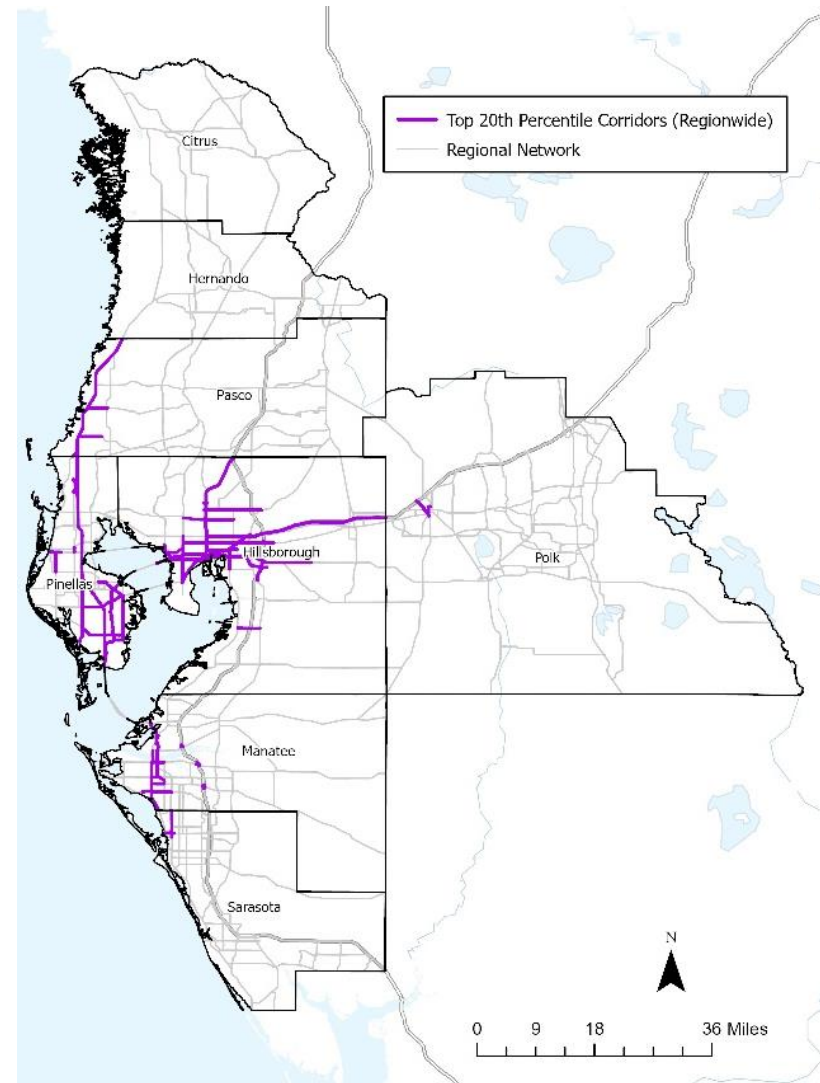 Top 20th Percentile Corridors (Regionwide)
Regional Network
Citrus
Hernando
Pasco
Hillsborough
Polk
Pinellas
Manatee
Sarasota
N
0 9 18 36 Miles